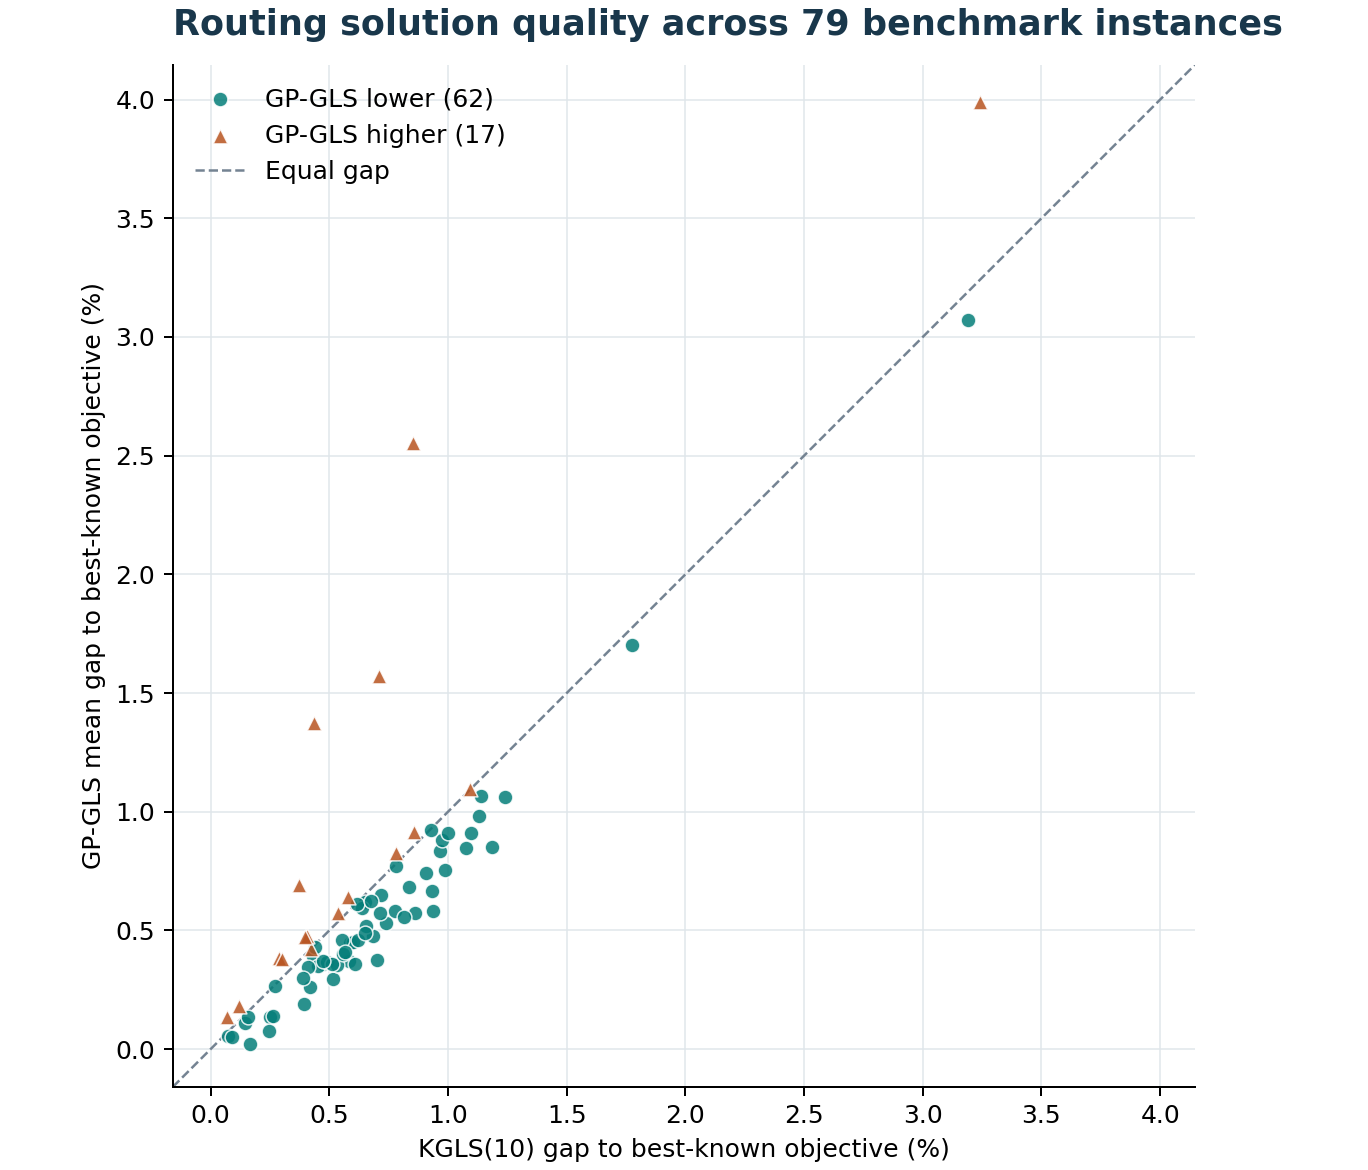 Routing solution quality across 79 benchmark instances
GP-GLS lower (62)
GP-GLS higher (17)
Equal gap
GP-GLS mean gap to best-known objective (%)
4.0
3.5
3.0
2.5
2.0
1.5
1.0
0.5
0.0
0.0 0.5 1.0 1.5 2.0 2.5 3.0 3.5 4.0
KGLS(10) gap to best-known objective (%)